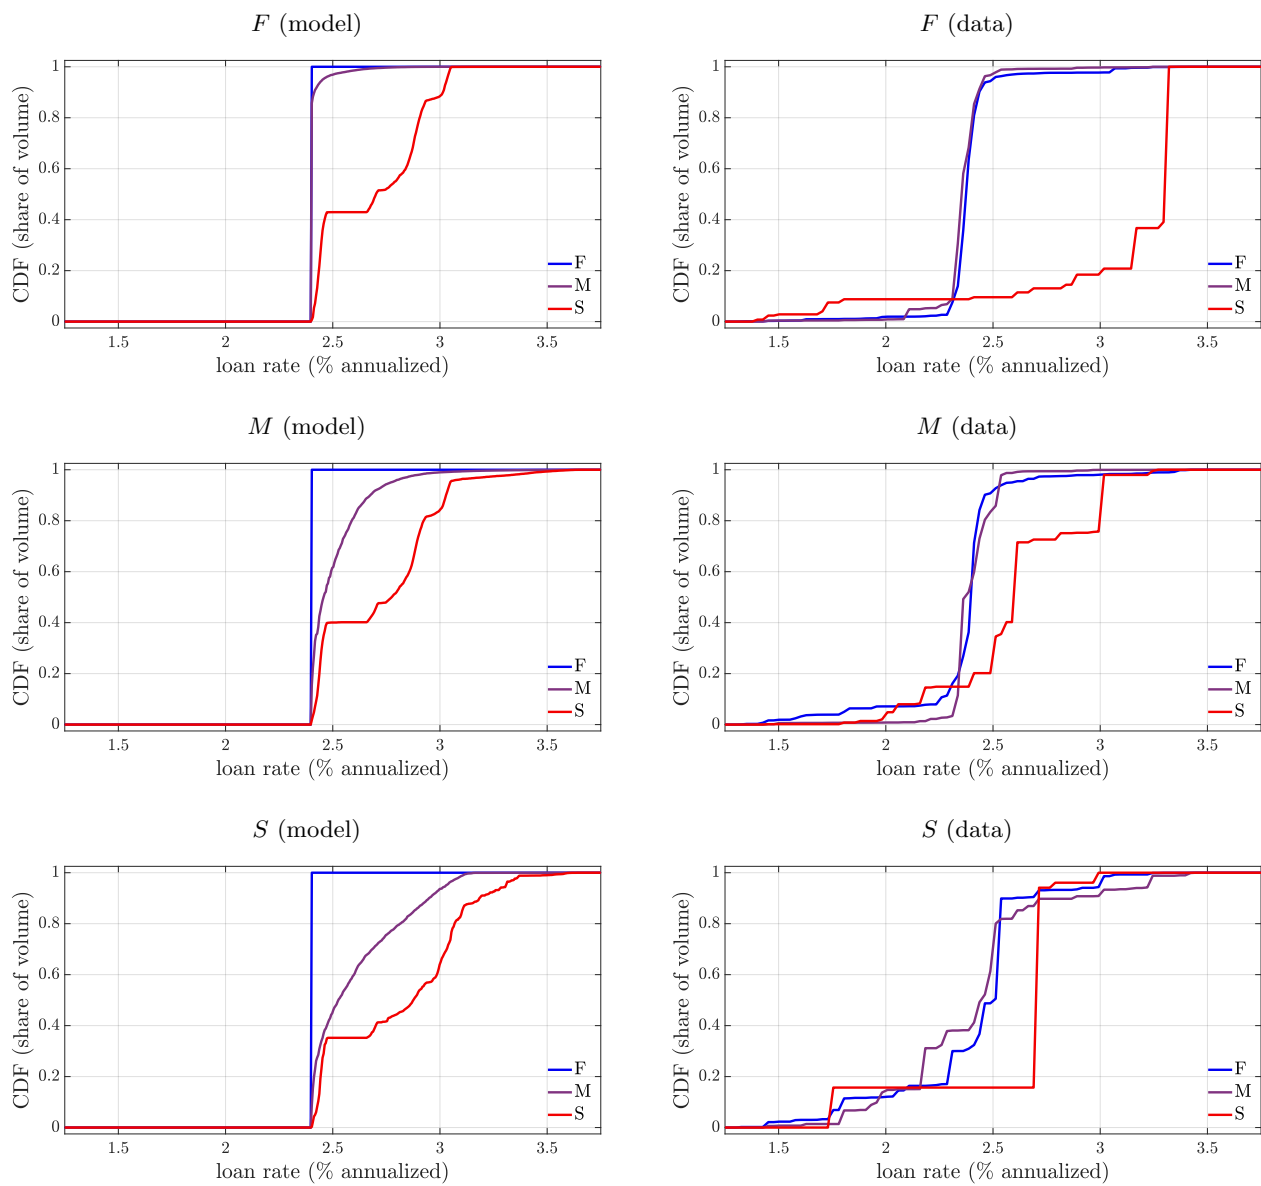 F (model)
CDF (share of volume)
1
0.8
0.6
0.4
0.2
0
F
M
S
1.5 2 2.5 3 3.5
loan rate (% annualized)
F (data)
CDF (share of volume)
1
0.8
0.6
0.4
0.2
0
F
M
S
1.5 2 2.5 3 3.5
loan rate (% annualized)
M (model)
CDF (share of volume)
1
0.8
0.6
0.4
0.2
0
F
M
S
1.5 2 2.5 3 3.5
loan rate (% annualized)
M (data)
CDF (share of volume)
1
0.8
0.6
0.4
0.2
0
F
M
S
1.5 2 2.5 3 3.5
loan rate (% annualized)
S (model)
CDF (share of volume)
1
0.8
0.6
0.4
0.2
0
F
M
S
1.5 2 2.5 3 3.5
loan rate (% annualized)
S (data)
CDF (share of volume)
1
0.8
0.6
0.4
0.2
0
F
M
S
1.5 2 2.5 3 3.5
loan rate (% annualized)